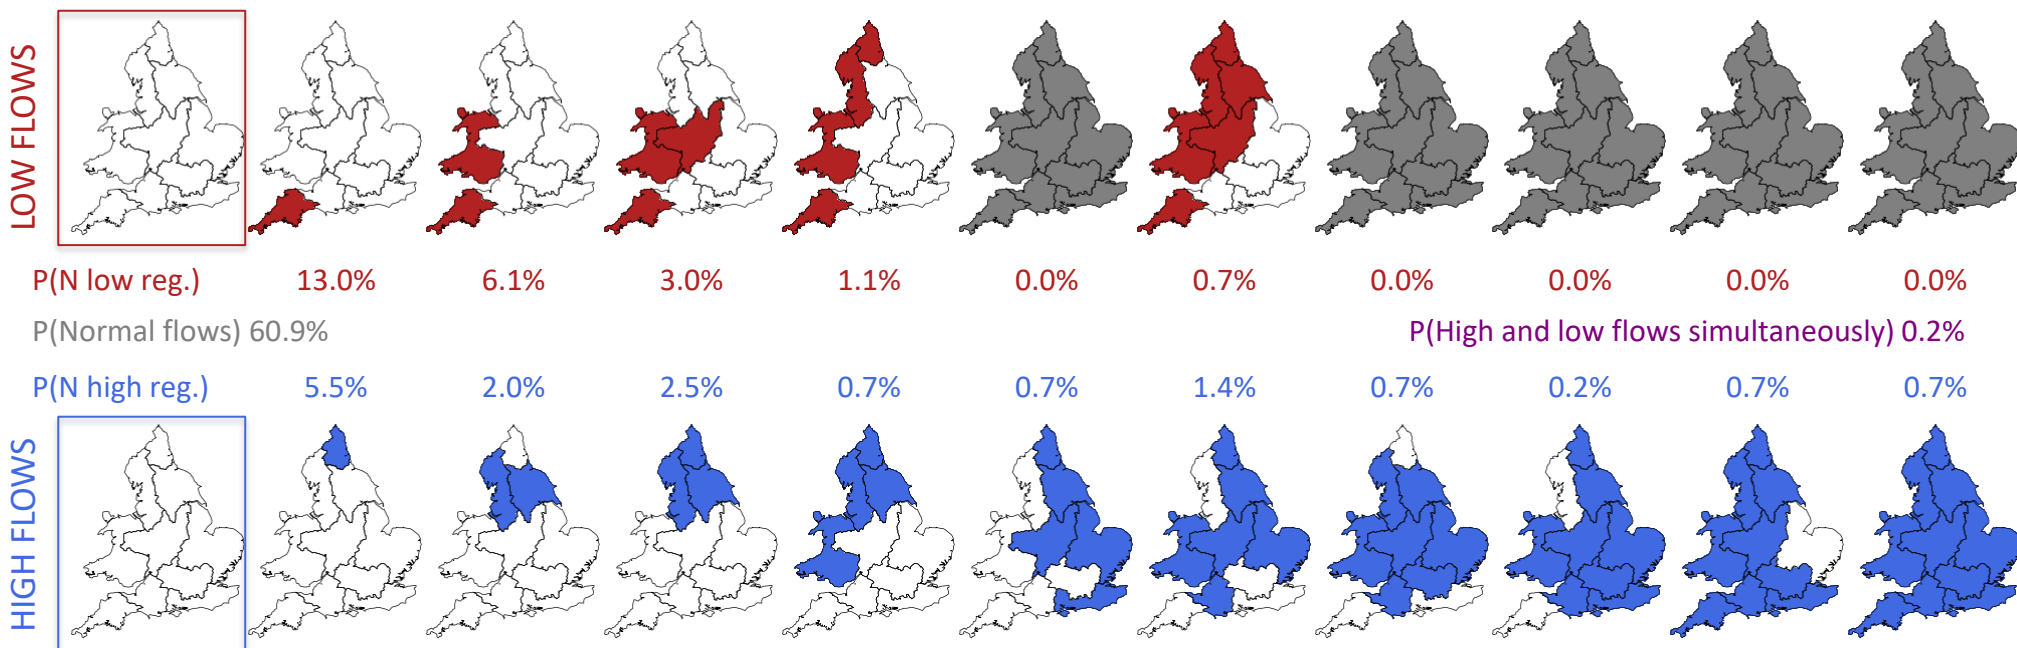 LOW FLOWS
P(N low reg.) 13.0% 6.1% 3.0% 1.1% 0.0% 0.7% 0.0% 0.0% 0.0% 0.0%
P(Normal flows) 60.9% P(High and low flows simultaneously) 0.2%
P(N high reg.) 5.5% 2.0% 2.5% 0.7% 0.7% 1.4% 0.7% 0.2% 0.7% 0.7%
HIGH FLOWS